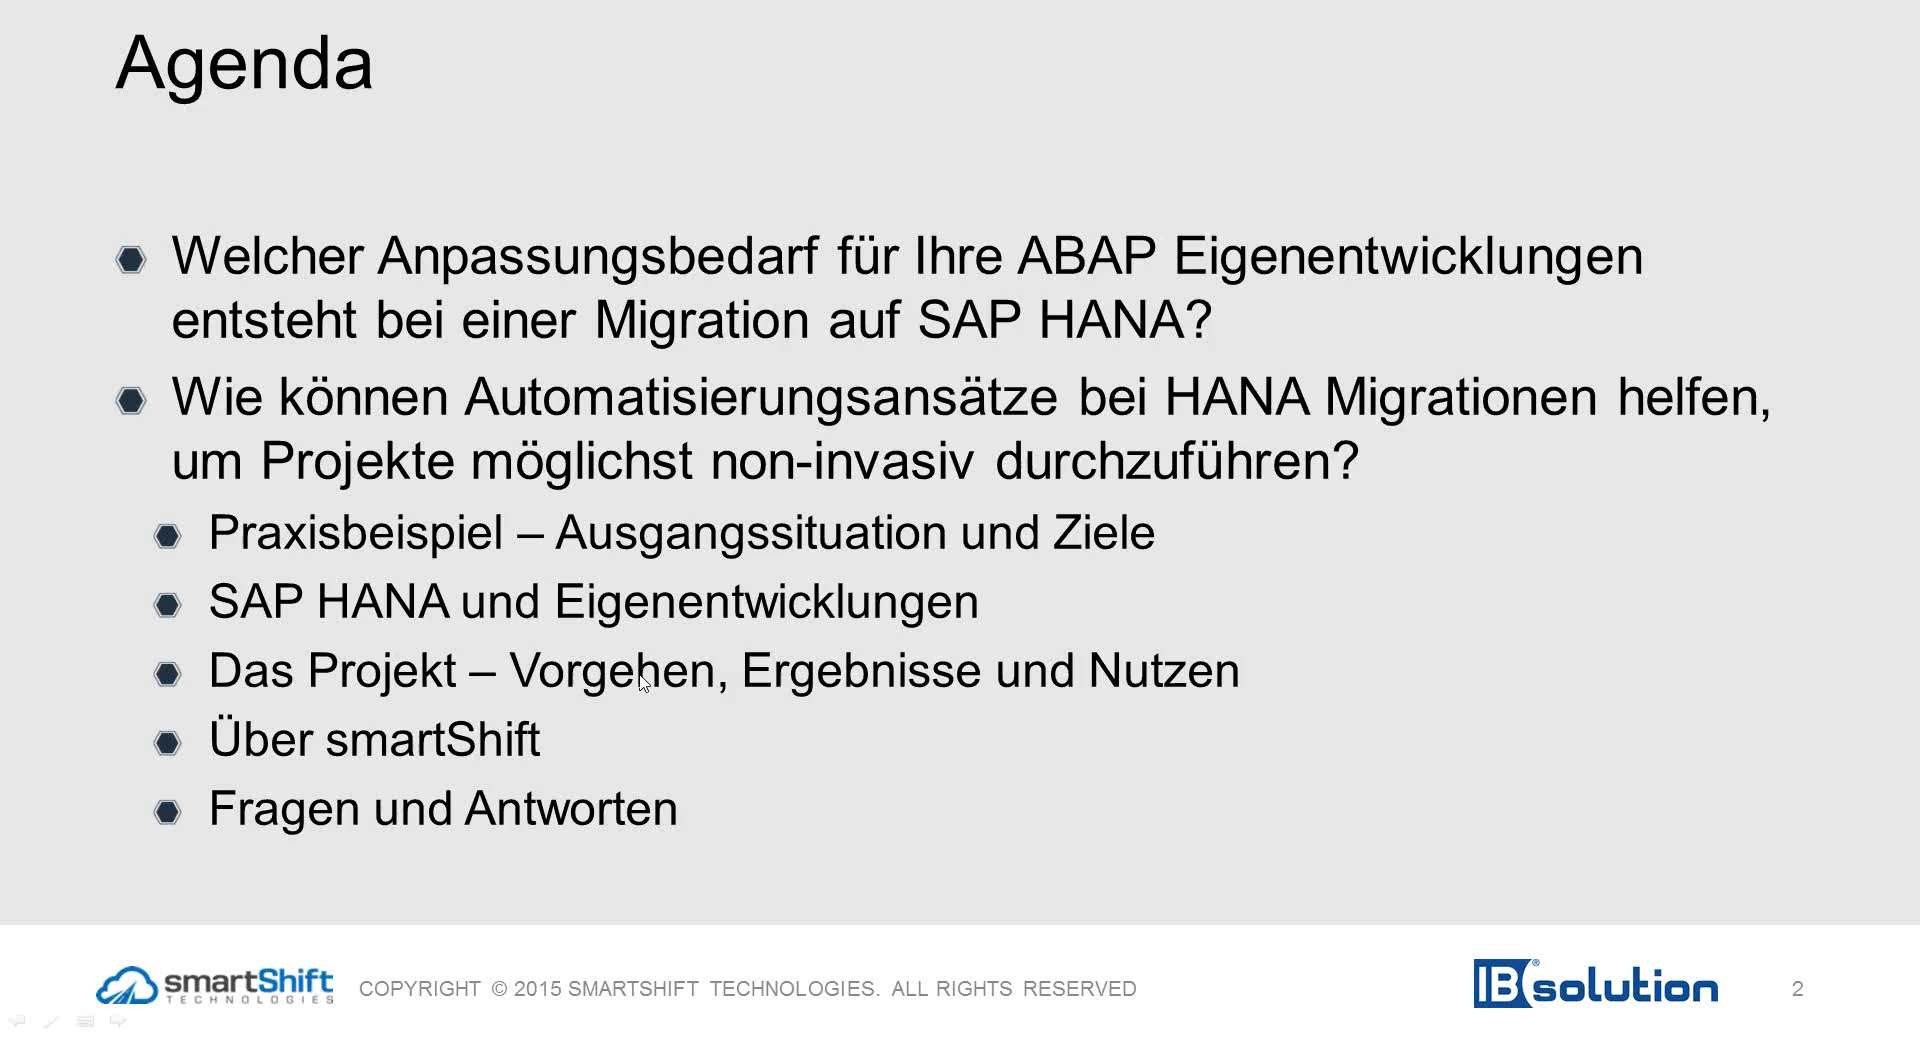 Agenda
Welcher Anpassungsbedarf für Ihre ABAP Eigenentwicklungen
entsteht bei einer Migration auf SAP HANA?
Wie können Automatisierungsansätze bei HANA Migrationen helfen,
um Projekte möglichst non-invasiv durchzuführen?
Praxisbeispiel – Ausgangssituation und Ziele
SAP HANA und Eigenentwicklungen
Das Projekt – Vorgehen, Ergebnisse und Nutzen
Über smartShift
Fragen und Antworten
smartShift
TECHNOLOGIES
COPYRIGHT © 2015 SMARTSHIFT TECHNOLOGIES. ALL RIGHTS RESERVED
IBsolution®
2